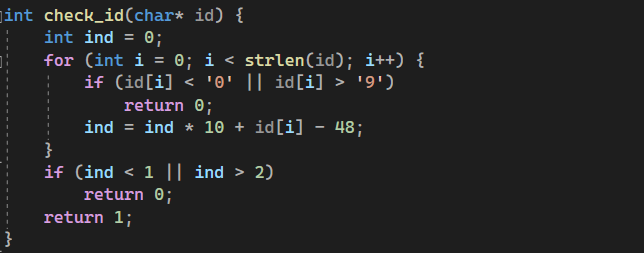 int check_id(char* id) {
    int ind = 0;
    for (int i = 0; i < strlen(id); i++) {
        if (id[i] < '0' || id[i] > '9')
            return 0;
        ind = ind * 10 + id[i] - 48;
    }
    if (ind < 1 || ind > 2)
        return 0;
    return 1;
}